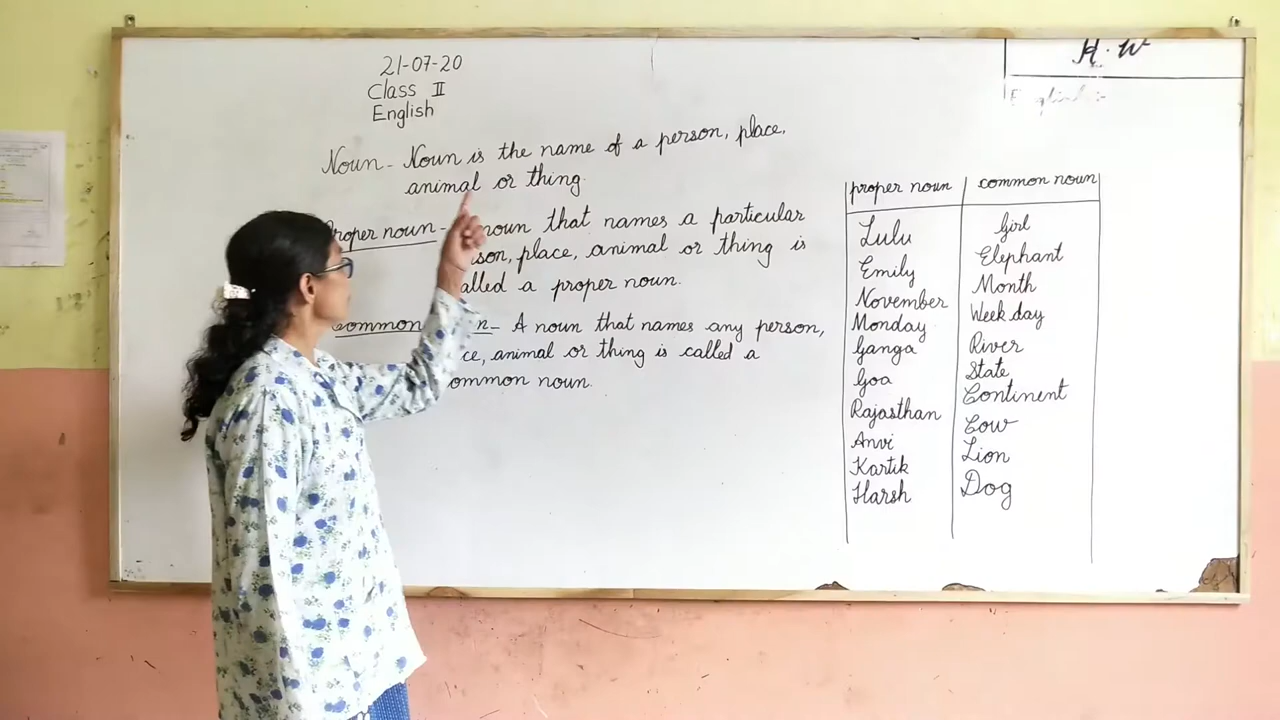 21-07-20
Class II
English
Noun - Noun is the name of a person, place,
animal or thing.
noun that names a particular
place, animal or thing is
a proper noun.
Common - A noun that names any person,
animal or thing is called a
noun.
H.W
proper noun common noun
Lulu Girl
Emily Elephant
November Month
Monday Week day
Ganga River
Goa State
Rajasthan Continent
Anvi Cow
Kartik Lion
Harsh Dog